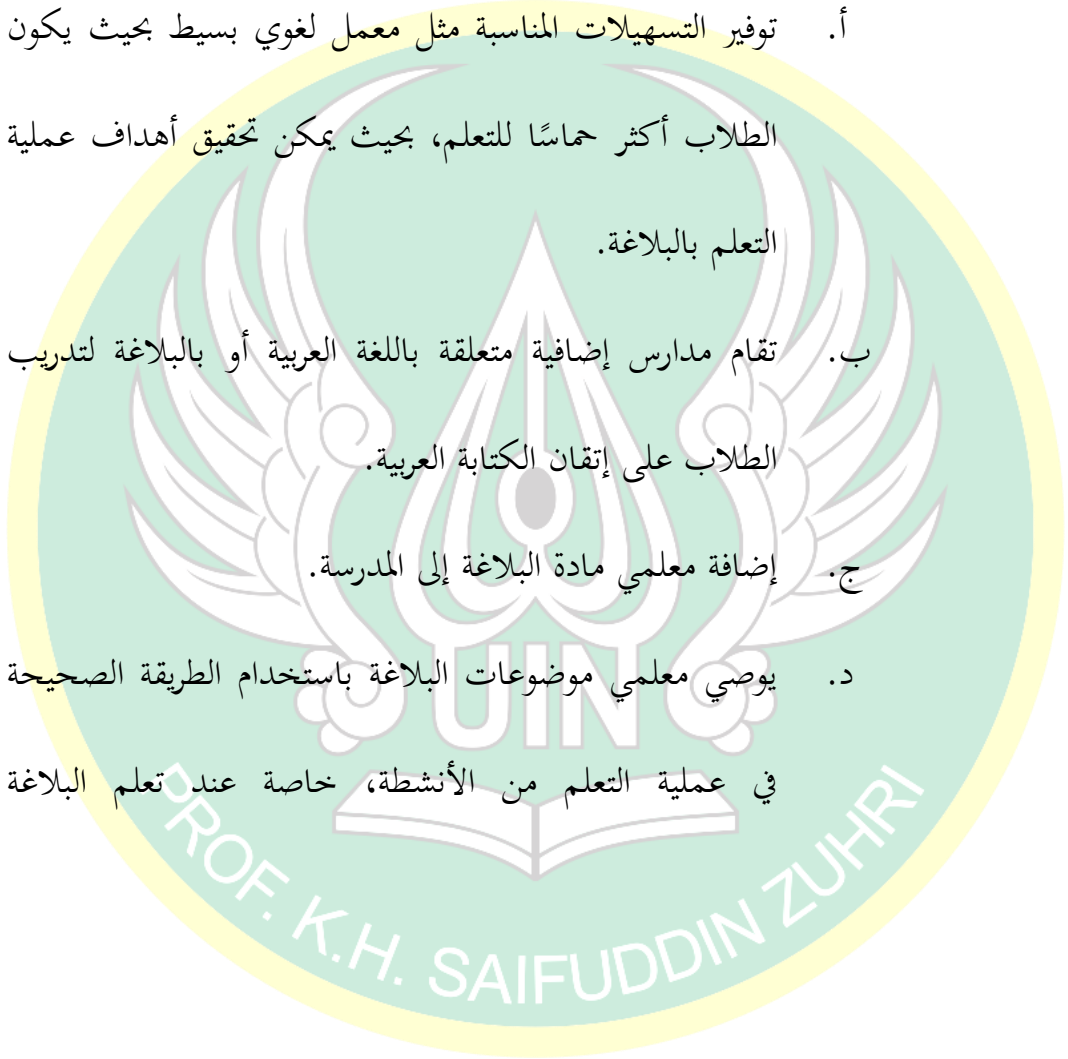 أ. توفير التسهيلات المناسبة مثل معمل لغوي بسيط بحيث يكون
الطلاب أكثر حماسًا للتعلم، بحيث يمكن تحقيق أهداف عملية
التعلم بالبلاغة.
ب. تقام مدارس إضافية متعلقة باللغة العربية أو بالبلاغة لتدريب
الطلاب على إتقان الكتابة العربية.
ج. إضافة معلمي مادة البلاغة إلى المدرسة.
د. يوصي معلمي موضوعات البلاغة باستخدام الطريقة الصحيحة
في عملية التعلم من الأنشطة، خاصة عند تعلم البلاغة
UIN
PROF. K.H. SAIFUDDIN ZUHRI